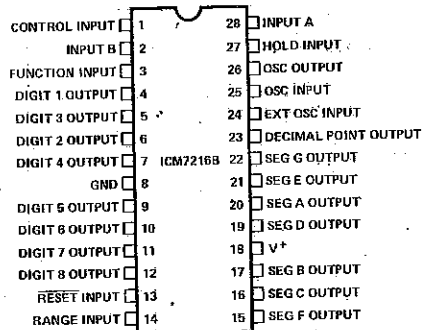 CONTROL INPUT 1 28 INPUT A
INPUT B 2 27 HOLD INPUT
FUNCTION INPUT 3 26 OSC OUTPUT
DIGIT 1 OUTPUT 4 25 OSC INPUT
DIGIT 3 OUTPUT 5 24 EXT OSC INPUT
DIGIT 2 OUTPUT 6 23 DECIMAL POINT OUTPUT
DIGIT 4 OUTPUT 7 ICM7216B 22 SEG G OUTPUT
GND 8 21 SEG E OUTPUT
DIGIT 5 OUTPUT 9 20 SEG A OUTPUT
DIGIT 6 OUTPUT 10 19 SEG D OUTPUT
DIGIT 7 OUTPUT 11 18 V+
DIGIT 8 OUTPUT 12 17 SEG B OUTPUT
RESET INPUT 13 16 SEG C OUTPUT
RANGE INPUT 14 15 SEG F OUTPUT